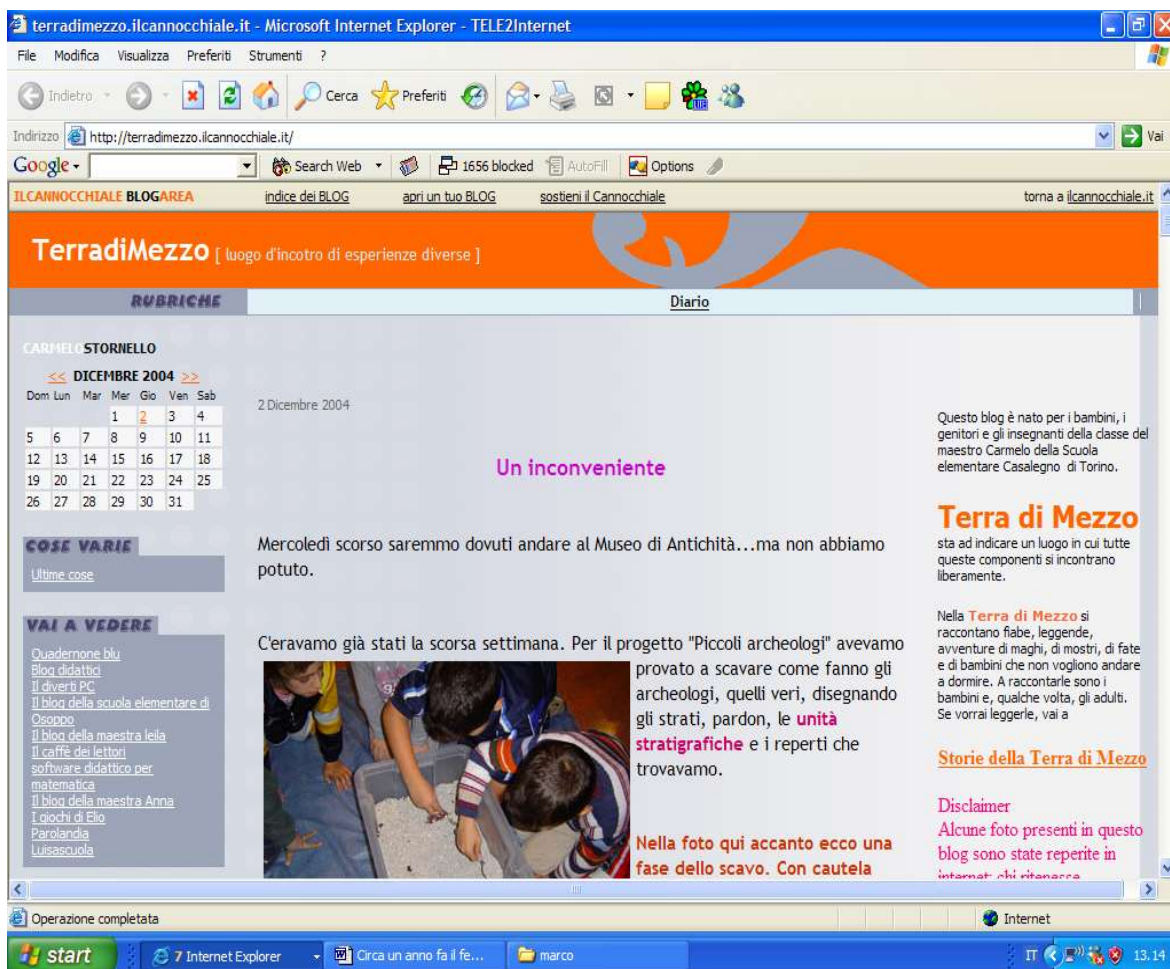 terradimezzo.ilcannocchiale.it - Microsoft Internet Explorer - TELE2Internet
File Modifica Visualizza Preferiti Strumenti ?
Indietro Cerca Preferiti
Indirizzo http://terradimezzo.ilcannocchiale.it/ Vai
Google Search Web 1656 blocked AutoFill Options
ILCANNOCCHIALE BLOGAREA indice dei BLOG apri un tuo BLOG sostieni il Cannocchiale torna a ilcannocchiale.it
TerradiMezzo [ luogo d'incotro di esperienze diverse ]
RUBRICHE Diario
CARMELOSTORNELLO
<< DICEMBRE 2004 >>
Dom Lun Mar Mer Gio Ven Sab
1 2 3 4
5 6 7 8 9 10 11
12 13 14 15 16 17 18
19 20 21 22 23 24 25
26 27 28 29 30 31
COSE VARIE
Ultime cose
VAI A VEDERE
Quadernone blu
Blog didattici
Il diverti PC
Il blog della scuola elementare di
Osoppo
Il blog della maestra leila
Il caffè dei lettori
software didattico per
matematica
Il blog della maestra Anna
I giochi di Elio
Parolandia
Luisascuola
2 Dicembre 2004
Un inconveniente
Mercoledì scorso saremmo dovuti andare al Museo di Antichità...ma non abbiamo
potuto.
C'eravamo già stati la scorsa settimana. Per il progetto "Piccoli archeologi" avevamo
provato a scavare come fanno gli
archeologi, quelli veri, disegnando
gli strati, pardon, le unità
stratigrafiche e i reperti che
trovavamo.
Nella foto qui accanto ecco una
fase dello scavo. Con cautela
Questo blog è nato per i bambini, i
genitori e gli insegnanti della classe del
maestro Carmelo della Scuola
elementare Casalegno di Torino.
Terra di Mezzo
sta ad indicare un luogo in cui tutte
queste componenti si incontrano
liberamente.
Nella Terra di Mezzo si
raccontano fiabe, leggende,
avventure di maghi, di mostri, di fate
e di bambini che non vogliono andare
a dormire. A raccontarle sono i
bambini e, qualche volta, gli adulti.
Se vorrai leggerle, vai a
Storie della Terra di Mezzo
Disclaimer
Alcune foto presenti in questo
blog sono state reperite in
internet: chi ritenesse
Operazione completata Internet
start 7 Internet Explorer Circa un anno fa il fe... marco IT 13.14